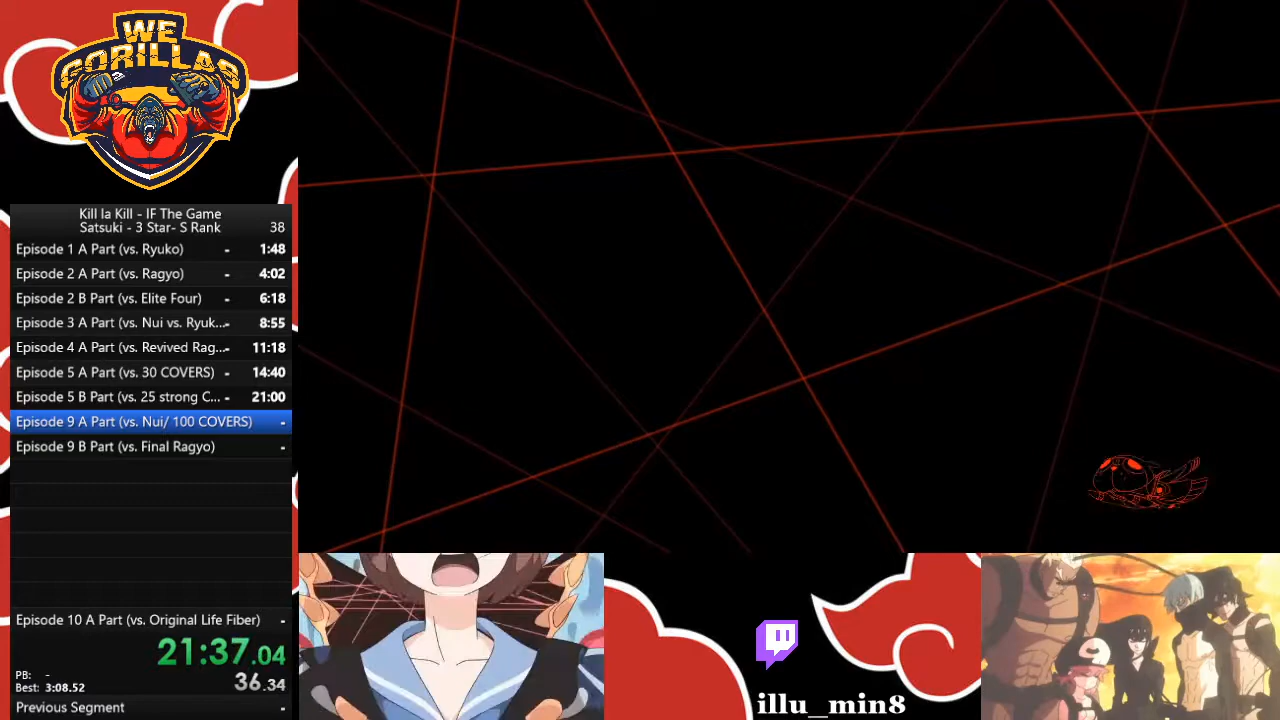 WE
GORILLAS
Kill la Kill - IF The Game
Satsuki - 3 Star- S Rank 38
Episode 1 A Part (vs. Ryuko) - 1:48
Episode 2 A Part (vs. Ragyo) - 4:02
Episode 2 B Part (vs. Elite Four) - 6:18
Episode 3 A Part (vs. Nui vs. Ryuk... - 8:55
Episode 4 A Part (vs. Revived Rag... - 11:18
Episode 5 A Part (vs. 30 COVERS) - 14:40
Episode 5 B Part (vs. 25 strong C... - 21:00
Episode 9 A Part (vs. Nui/ 100 COVERS) -
Episode 9 B Part (vs. Final Ragyo) -
Episode 10 A Part (vs. Original Life Fiber) -
21:37.04
PB: -
Best: 3:08.52
36.34
Previous Segment -
illu_min8